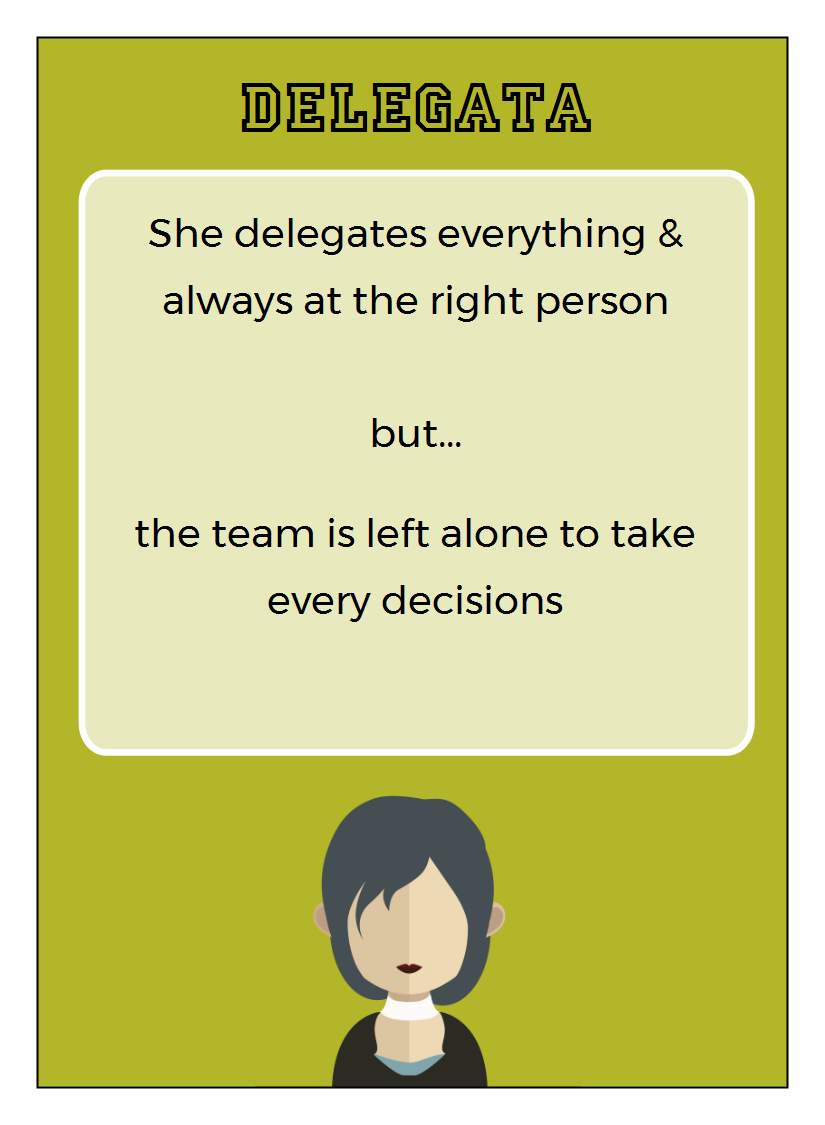 DELEGATA
She delegates everything &
always at the right person
but...
the team is left alone to take
every decisions